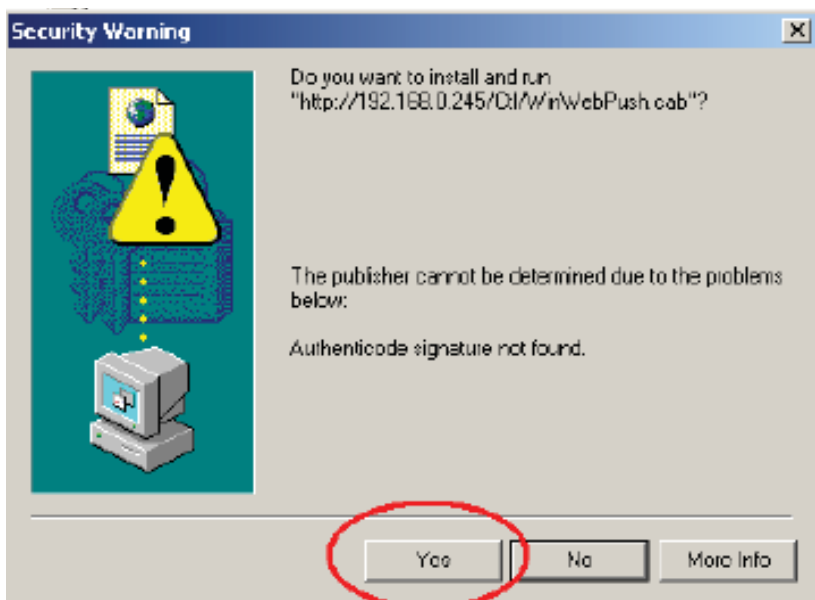 Security Warning
Do you want to install and run
"http://192.168.0.245/Ctl/WinWebPush.cab"?
The publisher cannot be determined due to the problems
below:
Authenticode signature not found.
Yes
No
More Info